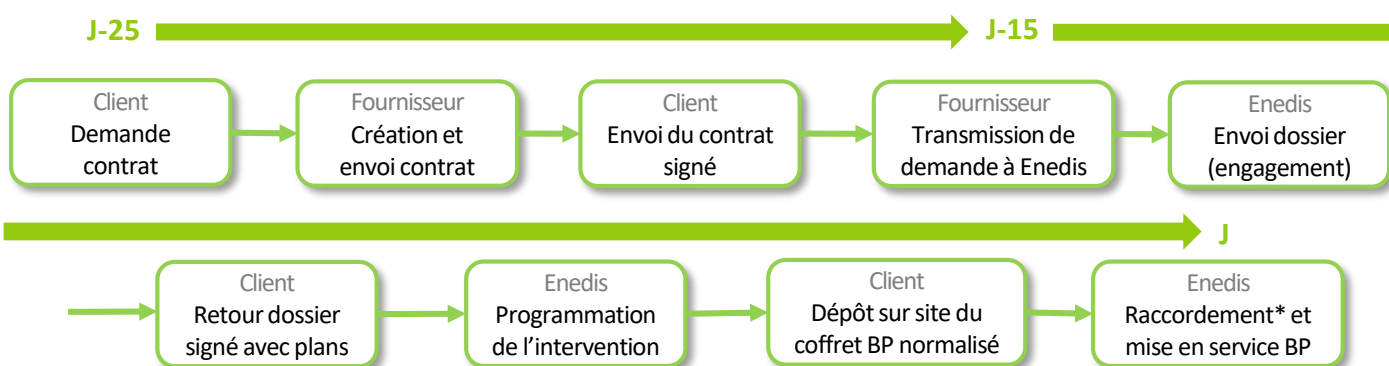 J-25
J-15
Client
Demande
contrat
Fournisseur
Création et
envoi contrat
Client
Envoi du contrat
signé
Fournisseur
Transmission de
demande à Enedis
Enedis
Envoi dossier
(engagement)
J
Client
Retour dossier
signé avec plans
Enedis
Programmation
de l’intervention
Client
Dépôt sur site du
coffret BP normalisé
Enedis
Raccordement* et
mise en service BP